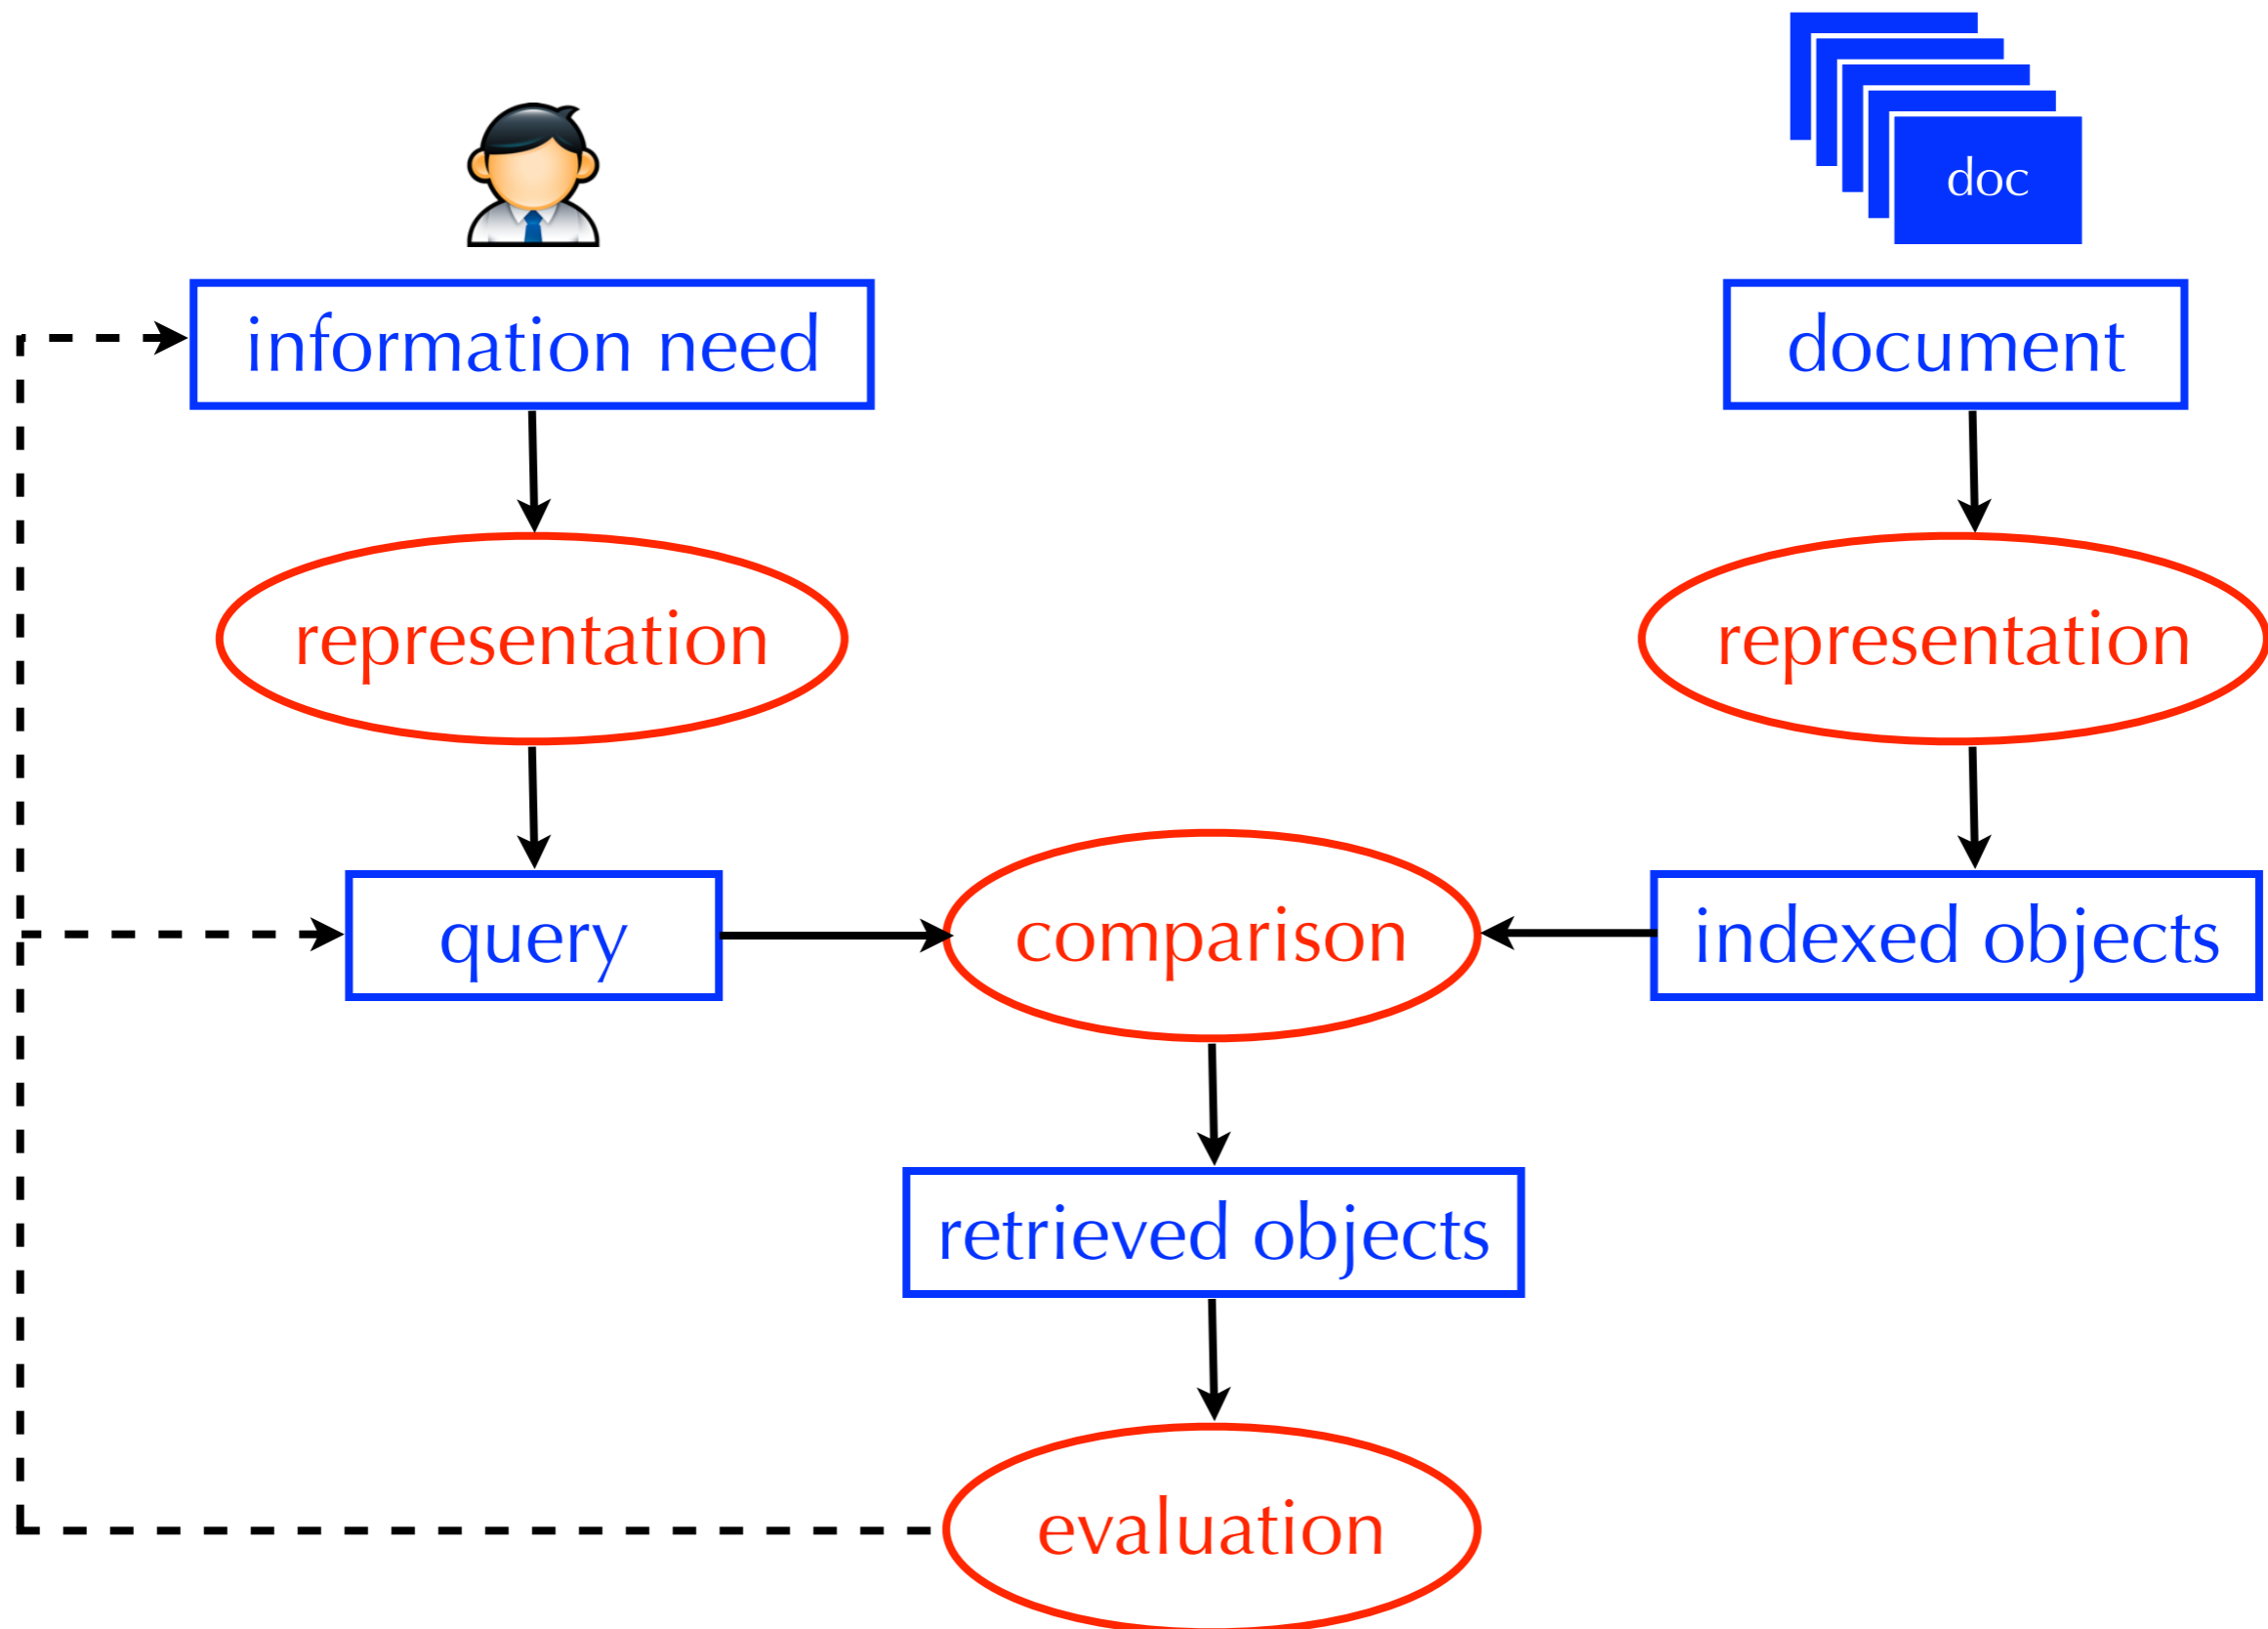 doc
information need
document
representation
representation
query
comparison
indexed objects
retrieved objects
evaluation